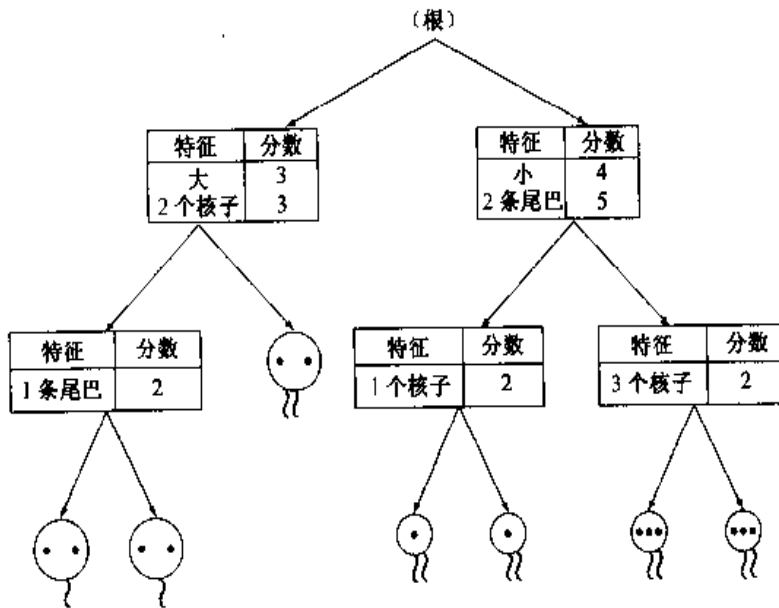 （根）
特征 分数
大 3
2 个核子 3
特征 分数
小 4
2 条尾巴 5
特征 分数
1 条尾巴 2
特征 分数
1 个核子 2
特征 分数
3 个核子 2